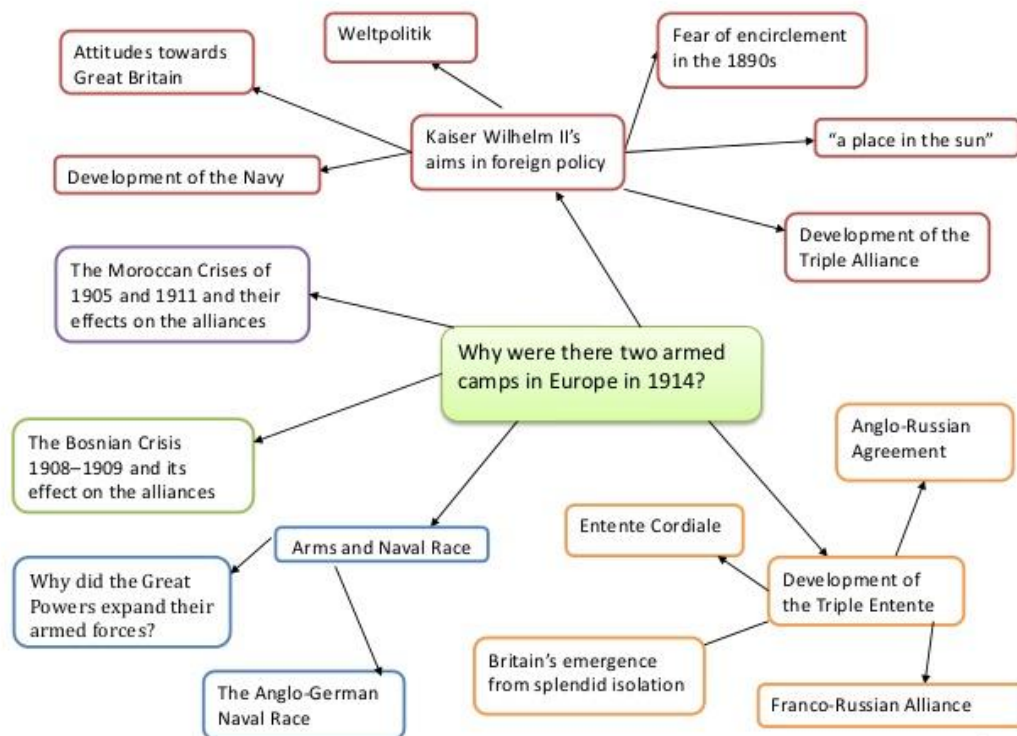 Weltpolitik
Attitudes towards
Great Britain
Fear of encirclement
in the 1890s
Kaiser Wilhelm II’s
aims in foreign policy
“a place in the sun”
Development of the Navy
Development of the
Triple Alliance
The Moroccan Crises of
1905 and 1911 and their
effects on the alliances
Why were there two armed
camps in Europe in 1914?
The Bosnian Crisis
1908–1909 and its
effect on the alliances
Anglo-Russian
Agreement
Entente Cordiale
Arms and Naval Race
Why did the Great
Powers expand their
armed forces?
Development of
the Triple Entente
Britain’s emergence
from splendid isolation
The Anglo-German
Naval Race
Franco-Russian Alliance